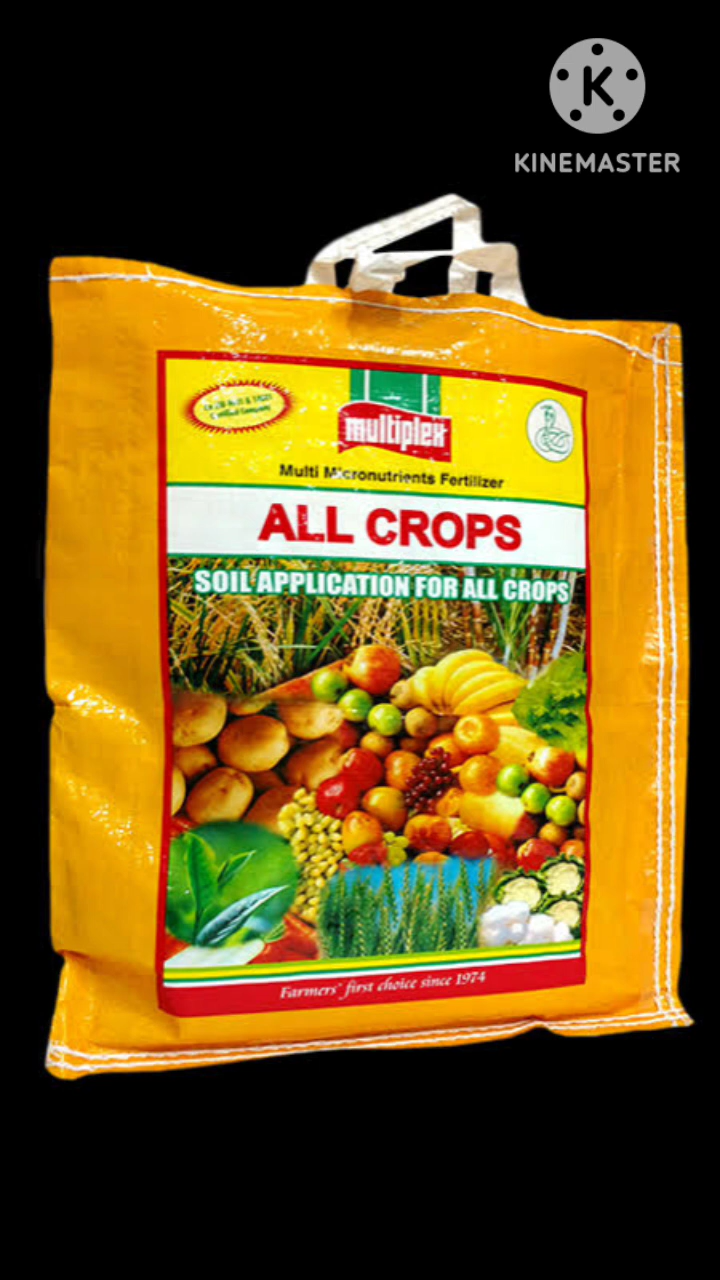 KINEMASTER
multiplex
Multi Micronutrients Fertilizer
ALL CROPS
SOIL APPLICATION FOR ALL CROPS
Farmers' first choice since 1974